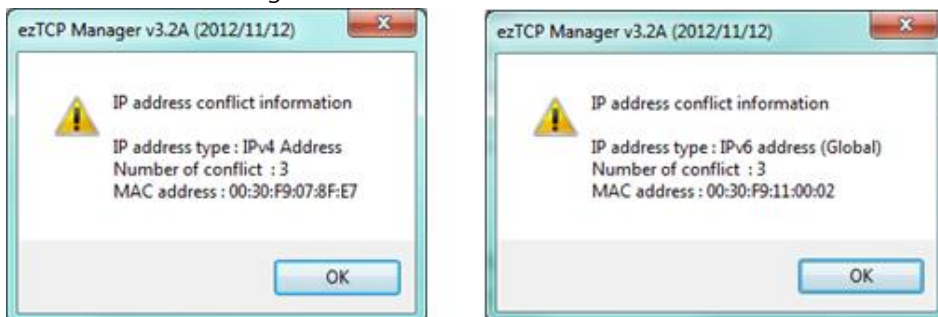 ezTCP Manager v3.2A (2012/11/12)
IP address conflict information
IP address type : IPv4 Address
Number of conflict : 3
MAC address : 00:30:F9:07:8F:E7
OK
ezTCP Manager v3.2A (2012/11/12)
IP address conflict information
IP address type : IPv6 address (Global)
Number of conflict : 3
MAC address : 00:30:F9:11:00:02
OK